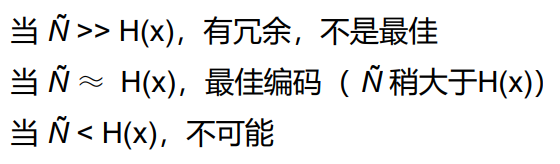 当 Ñ >> H(x)，有冗余，不是最佳
当 Ñ ≈ H(x)，最佳编码（ Ñ 稍大于H(x)）
当 Ñ < H(x)，不可能